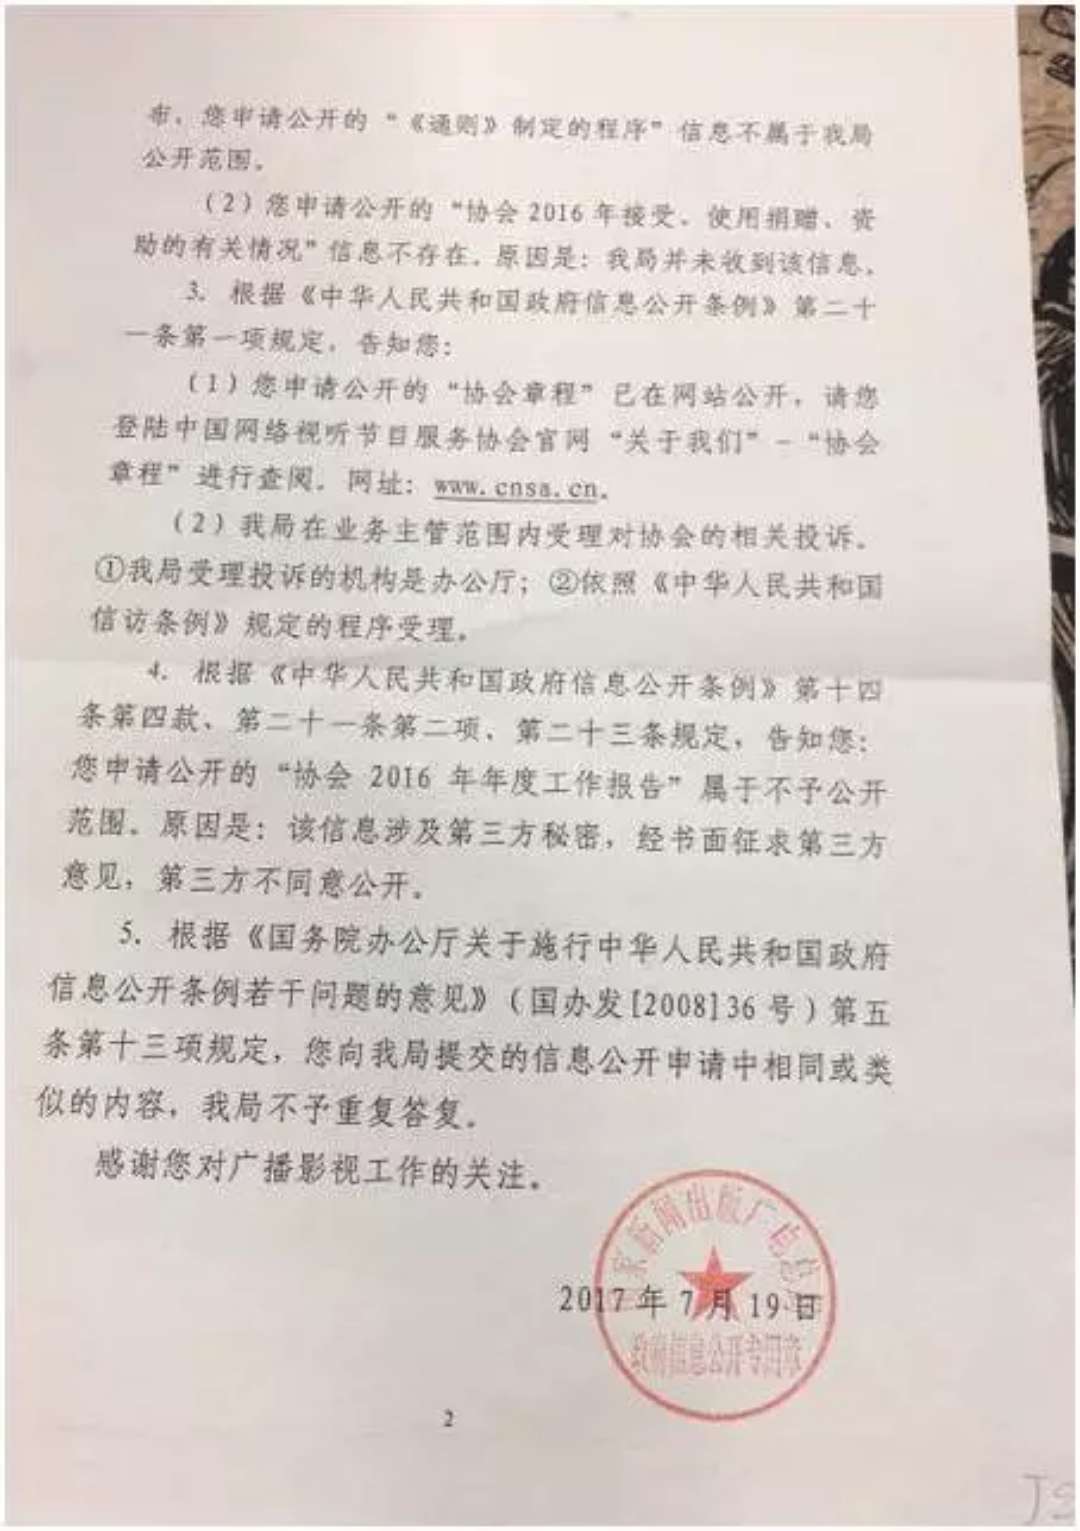 布。您申请公开的“《通则》制定的程序”信息不属于我局
公开范围。
（2）您申请公开的“协会2016年接受、使用捐赠、资
助的有关情况”信息不存在。原因是：我局并未收到该信息。
3. 根据《中华人民共和国政府信息公开条例》第二十
一条第一项规定，告知您：
（1）您申请公开的“协会章程”已在网站公开，请您
登陆中国网络视听节目服务协会官网“关于我们”-“协会
章程”进行查阅。网址：www.cnsa.cn。
（2）我局在业务主管范围内受理对协会的相关投诉。
①我局受理投诉的机构是办公厅；②依照《中华人民共和国
信访条例》规定的程序受理。
4. 根据《中华人民共和国政府信息公开条例》第十四
条第四款、第二十一条第二项、第二十三条规定，告知您：
您申请公开的“协会 2016 年年度工作报告”属于不予公开
范围。原因是：该信息涉及第三方秘密，经书面征求第三方
意见，第三方不同意公开。
5. 根据《国务院办公厅关于施行中华人民共和国政府
信息公开条例若干问题的意见》（国办发[2008]36号）第五
条第十三项规定，您向我局提交的信息公开申请中相同或类
似的内容，我局不予重复答复。
感谢您对广播影视工作的关注。
家新闻出版广电总
2017年7月19日
政府信息公开专用章
2
JS